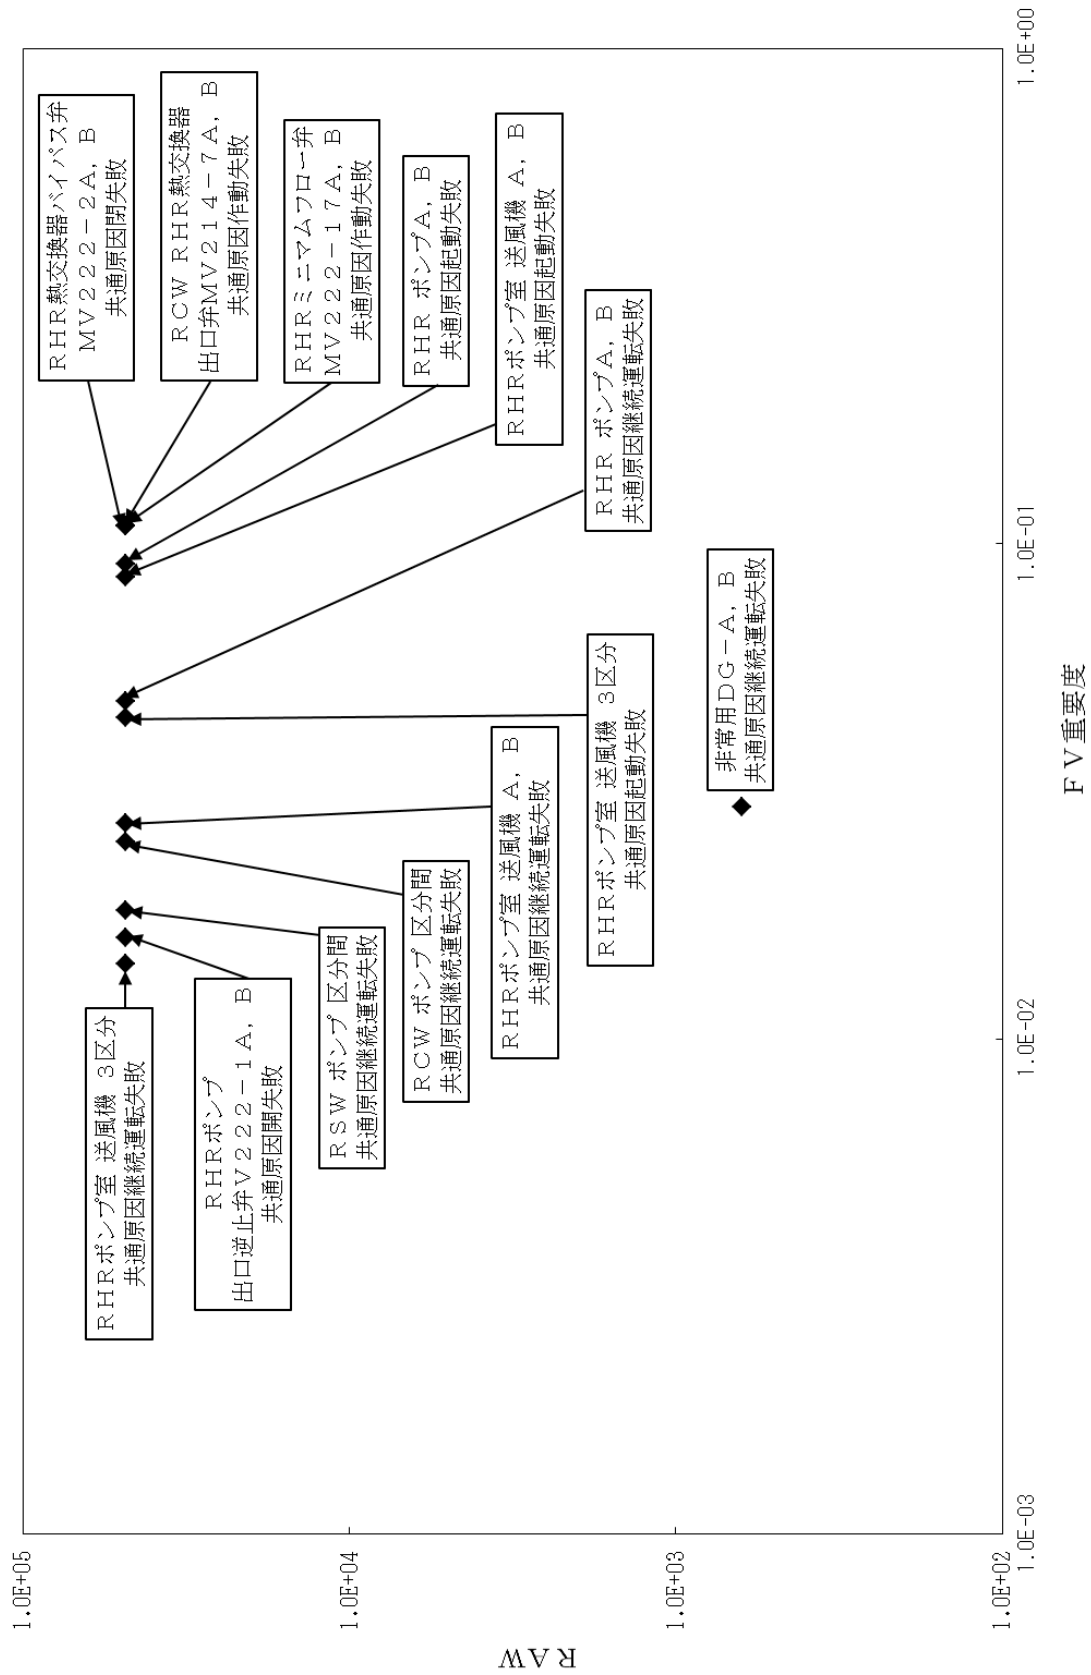 1.0E+05
1.0E+04
1.0E+03
1.0E+02
ＲＡＷ
1.0E-03
1.0E-02
1.0E-01
1.0E+00
ＦＶ重要度
ＲＨＲポンプ室 送風機 3区分
共通原因継続運転失敗
ＲＨＲポンプ
出口逆止弁Ｖ２２２－１Ａ，Ｂ
共通原因開失敗
ＲＳＷ ポンプ 区分間
共通原因継続運転失敗
ＲＣＷ ポンプ 区分間
共通原因継続運転失敗
ＲＨＲポンプ室 送風機 Ａ，Ｂ
共通原因継続運転失敗
ＲＨＲポンプ室 送風機 3区分
共通原因起動失敗
非常用ＤＧ－Ａ，Ｂ
共通原因継続運転失敗
ＲＨＲ ポンプＡ，Ｂ
共通原因継続運転失敗
ＲＨＲポンプ室 送風機 Ａ，Ｂ
共通原因起動失敗
ＲＨＲ ポンプＡ，Ｂ
共通原因起動失敗
ＲＨＲミニマムフロー弁
ＭＶ２２２－１７Ａ，Ｂ
共通原因作動失敗
ＲＣＷ ＲＨＲ熱交換器
出口弁ＭＶ２１４－７Ａ，Ｂ
共通原因作動失敗
ＲＨＲ熱交換器バイパス弁
ＭＶ２２２－２Ａ，Ｂ
共通原因閉失敗